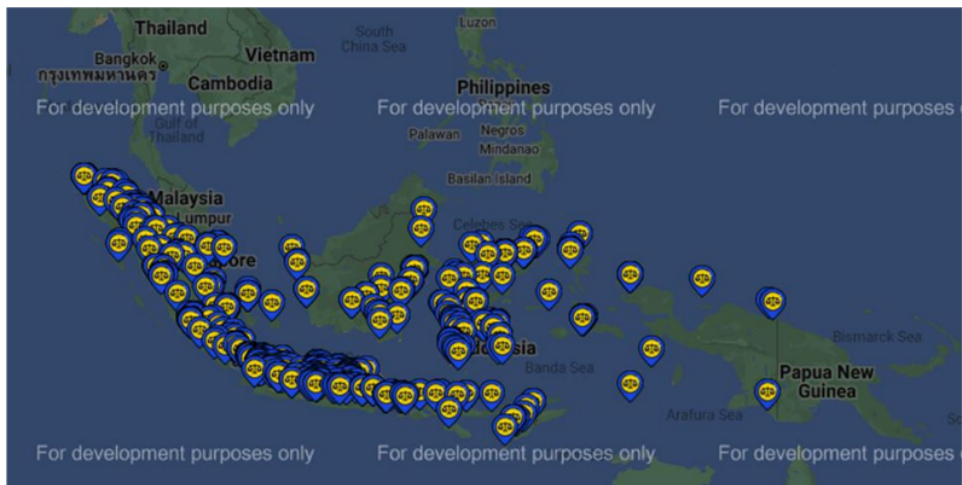 Luzon
Thailand
South
China Sea
Vietnam
Bangkok
กรุงเทพมหานคร
Cambodia
Philippines
For development purposes only
For development purposes only
For development purposes
Gulf of
Thailand
Palawan
Negros
Mindanao
Basilan Island
Malaysia
Lumpur
Celebes Sea
pore
Bismarck Sea
Banda Sea
Papua New
Guinea
Arafura Sea
For development purposes only
For development purposes only
For development purposes